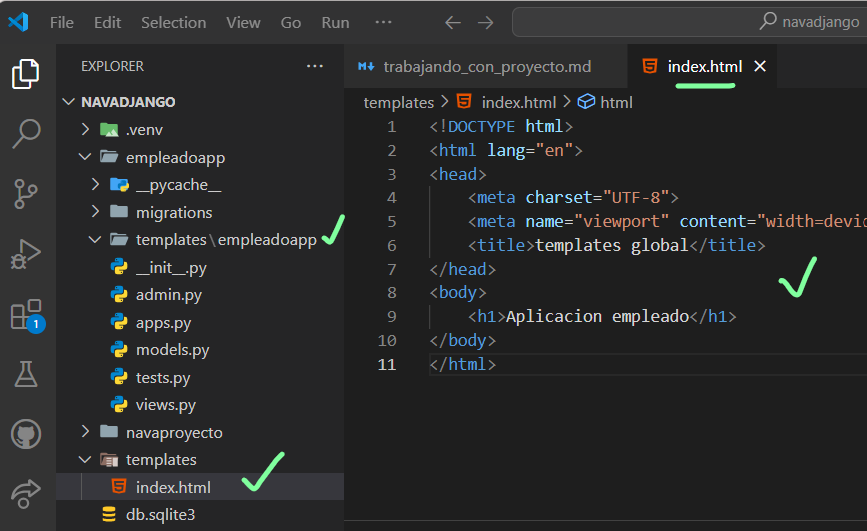 File Edit Selection View Go Run ··· navadjango
EXPLORER ···
NAVADJANGO
.venv
empleadoapp
__pycache__
migrations
templates\empleadoapp
__init__.py
admin.py
apps.py
models.py
tests.py
views.py
navaproyecto
templates
index.html
db.sqlite3
1
trabajando_con_proyecto.md index.html
templates > index.html > html
1 <!DOCTYPE html>
2 <html lang="en">
3 <head>
4 <meta charset="UTF-8">
5 <meta name="viewport" content="width=devic
6 <title>templates global</title>
7 </head>
8 <body>
9 <h1>Aplicacion empleado</h1>
10 </body>
11 </html>